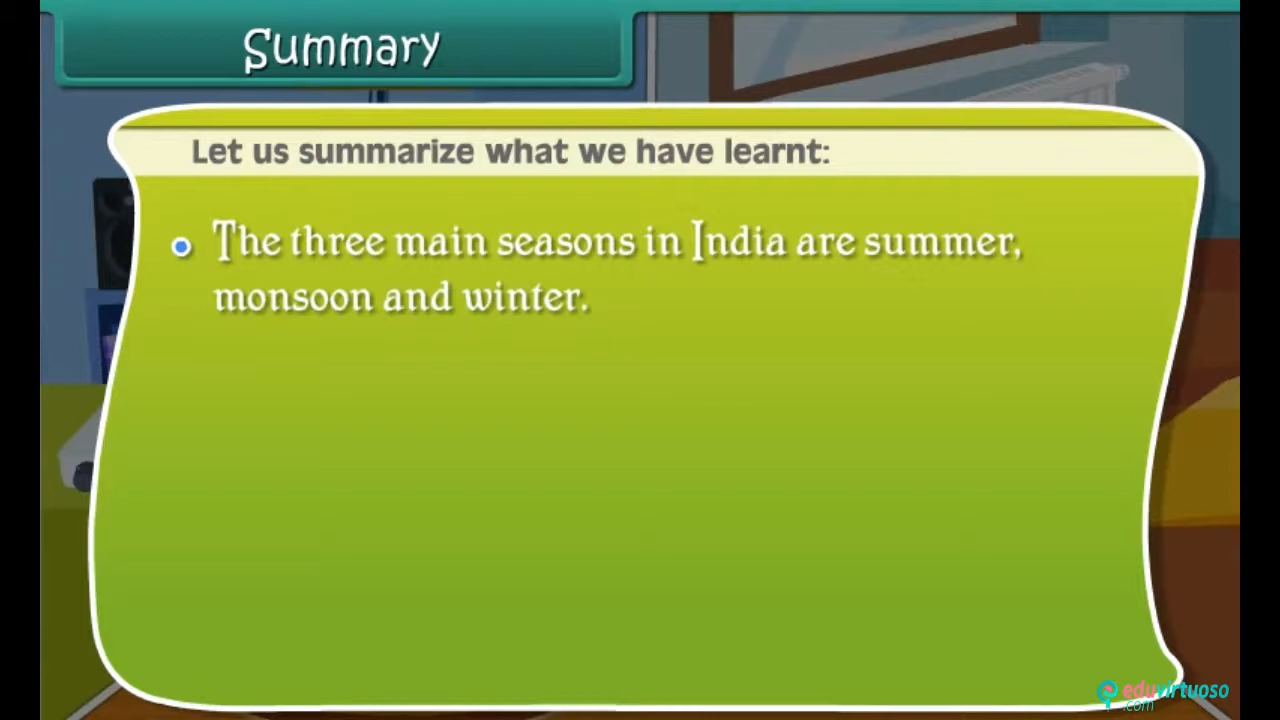 Summary
Let us summarize what we have learnt:
The three main seasons in India are summer,
monsoon and winter.
eduvirtuoso
.com